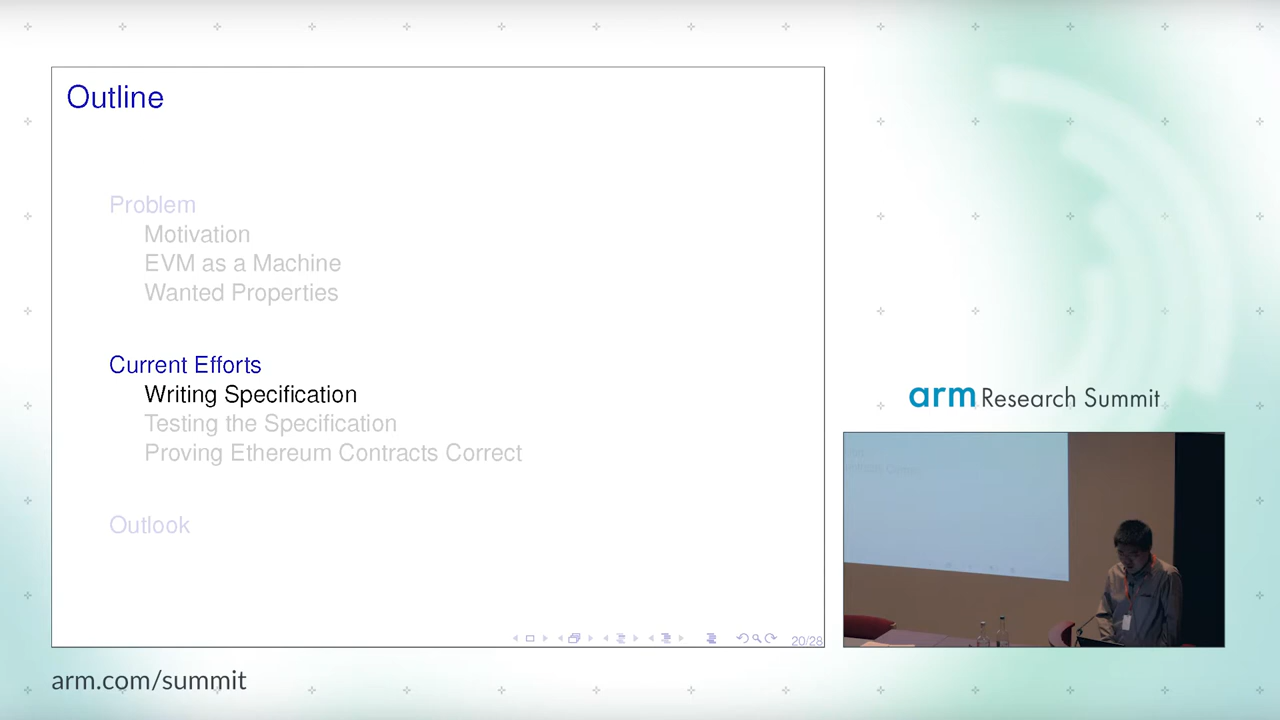 Outline
Problem
Motivation
EVM as a Machine
Wanted Properties
Current Efforts
Writing Specification
Testing the Specification
Proving Ethereum Contracts Correct
Outlook
20/28
arm Research Summit
arm.com/summit